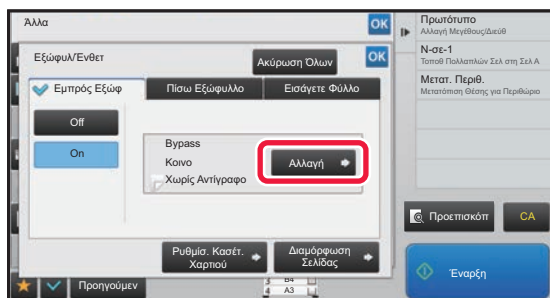 Άλλα
OK
Εξώφυλ/Ένθετ
Ακύρωση Όλων
OK
Εμπρός Εξώφ
Πίσω Εξώφυλλο
Εισάγετε Φύλλο
Off
On
Bypass
Κοινο
Χωρίς Αντίγραφο
Αλλαγή
Ρυθμίσ. Κασέτ.
Χαρτιού
Διαμόρφωση
Σελίδας
Προηγούμεν
B4
4 A3
Πρωτότυπο
Αλλαγή Μεγέθους/Διεύθ
N-σε-1
Τοποθ Πολλαπλών Σελ στη Σελ Α
Μετατ. Περιθ.
Μετατόπιση Θέσης για Περιθώριο
Προεπισκόπ
CA
Έναρξη